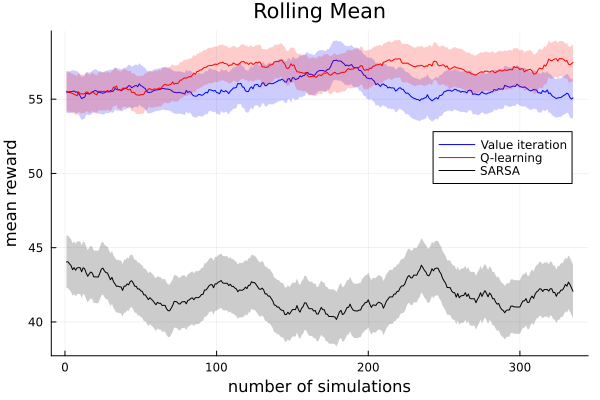 Rolling Mean
mean reward
55
50
45
40
Value iteration
Q-learning
SARSA
0
100
200
300
number of simulations